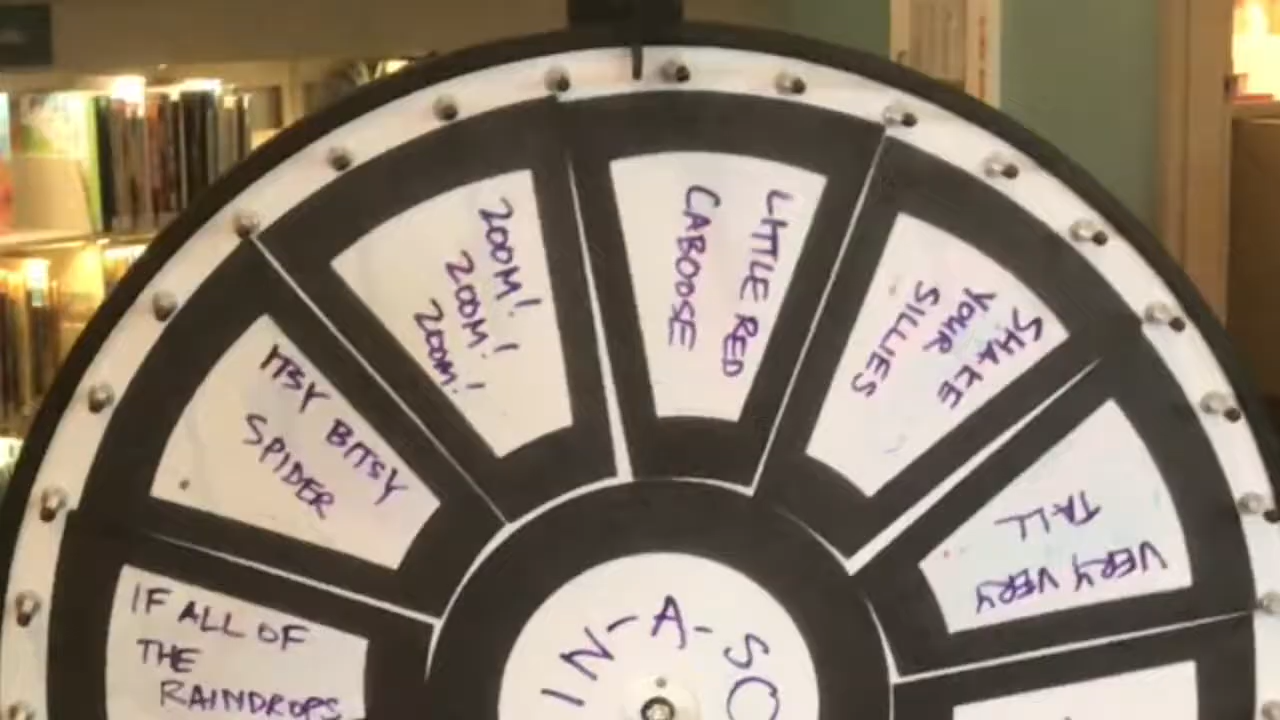 IF ALL OF
THE
RAINDROPS
ITSY BITSY
SPIDER
ZOOM!
ZOOM!
ZOOM!
LITTLE RED
CABOOSE
SHAKE
YOUR
SILLIES
VERY VERY
TALL
IN-A-SO